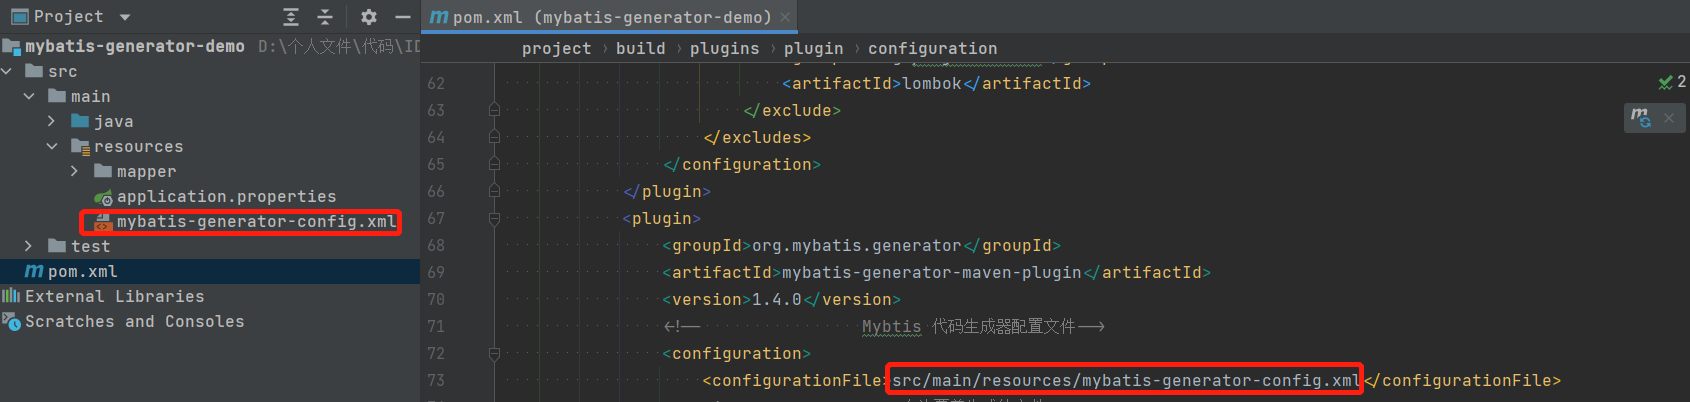 Project
mybatis-generator-demo D:\个人文件\代码\ID
src
main
java
resources
mapper
application.properties
mybatis-generator-config.xml
test
pom.xml
External Libraries
Scratches and Consoles
pom.xml (mybatis-generator-demo)
project › build › plugins › plugin › configuration
2
62 <artifactId>lombok</artifactId>
63 </exclude>
64 </excludes>
65 </configuration>
66 </plugin>
67 <plugin>
68 <groupId>org.mybatis.generator</groupId>
69 <artifactId>mybatis-generator-maven-plugin</artifactId>
70 <version>1.4.0</version>
71 <!-- Mybtis 代码生成器配置文件-->
72 <configuration>
73 <configurationFile>src/main/resources/mybatis-generator-config.xml</configurationFile>